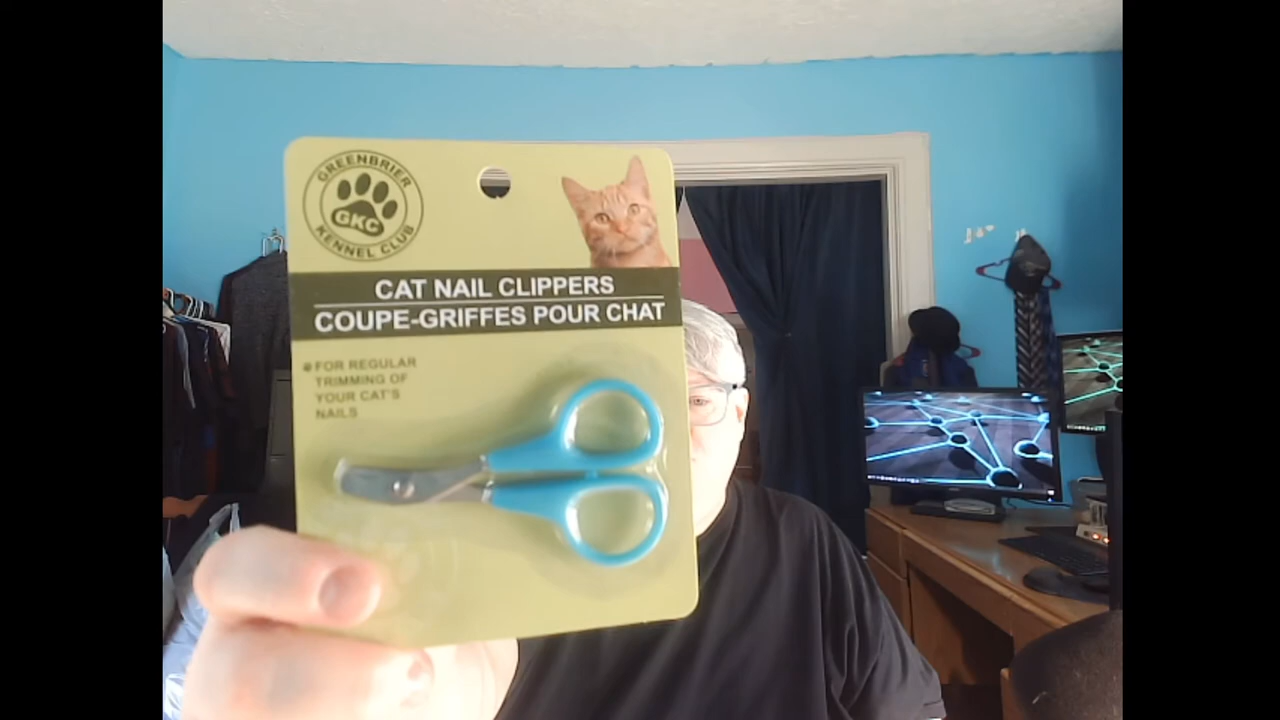 GREENBRIER
GKC
KENNEL CLUB
CAT NAIL CLIPPERS
COUPE-GRIFFES POUR CHAT
FOR REGULAR
TRIMMING OF
YOUR CAT'S
NAILS